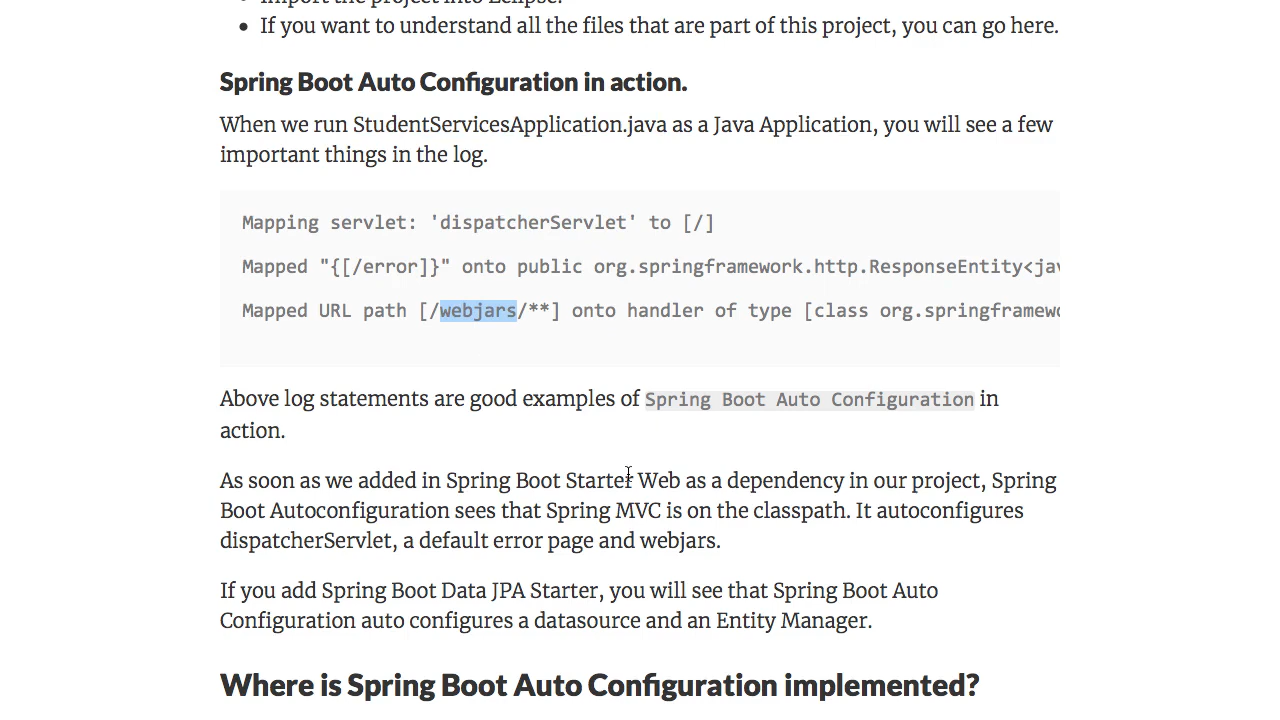 If you want to understand all the files that are part of this project, you can go here.
Spring Boot Auto Configuration in action.
When we run StudentServicesApplication.java as a Java Application, you will see a few
important things in the log.
Mapping servlet: 'dispatcherServlet' to [/]
Mapped "{[/error]}" onto public org.springframework.http.ResponseEntity<jav
Mapped URL path [/webjars/**] onto handler of type [class org.springframewo
Above log statements are good examples of Spring Boot Auto Configuration in
action.
As soon as we added in Spring Boot Starter Web as a dependency in our project, Spring
Boot Autoconfiguration sees that Spring MVC is on the classpath. It autoconfigures
dispatcherServlet, a default error page and webjars.
If you add Spring Boot Data JPA Starter, you will see that Spring Boot Auto
Configuration auto configures a datasource and an Entity Manager.
Where is Spring Boot Auto Configuration implemented?